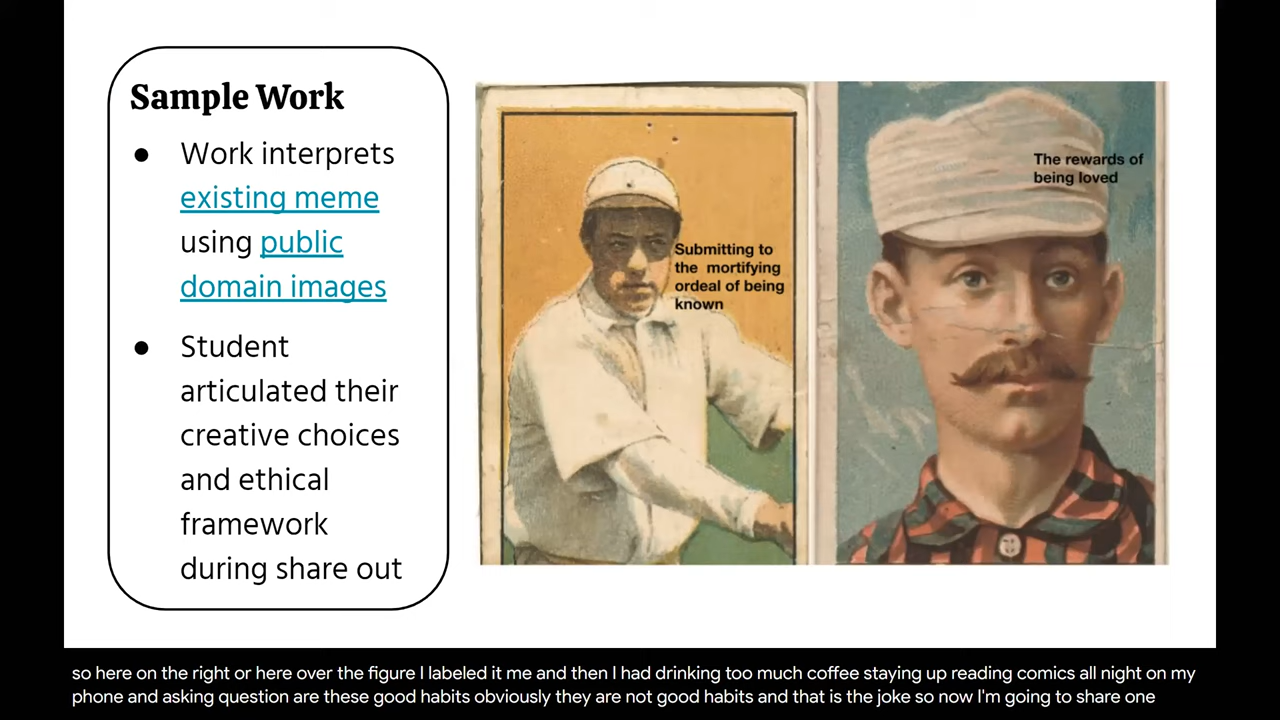 Sample Work
● Work interprets
existing meme
using public
domain images
● Student
articulated their
creative choices
and ethical
framework
during share out
Submitting to
the mortifying
ordeal of being
known
The rewards of
being loved
so here on the right or here over the figure I labeled it me and then I had drinking too much coffee staying up reading comics all night on my
phone and asking question are these good habits obviously they are not good habits and that is the joke so now I'm going to share one